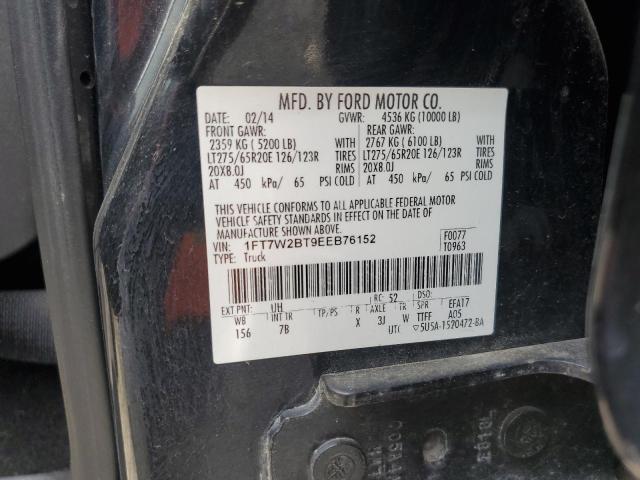 MFD. BY FORD MOTOR CO.
DATE: 02/14 GVWR: 4536 KG (10000 LB)
FRONT GAWR: REAR GAWR:
2359 KG ( 5200 LB) WITH 2767 KG ( 6100 LB) WITH
LT275/65R20E 126/123R TIRES LT275/65R20E 126/123R TIRES
20X8.0J RIMS 20X8.0J RIMS
AT 450 kPa/ 65 PSI COLD AT 450 kPa/ 65 PSI COLD
THIS VEHICLE CONFORMS TO ALL APPLICABLE FEDERAL MOTOR
VEHICLE SAFETY STANDARDS IN EFFECT ON THE DATE OF
MANUFACTURE SHOWN ABOVE.
VIN: 1FT7W2BT9EEB76152 F0077
TYPE: Truck T0963
EXT PNT: UH RC: 52 DSO:
WB INT TR TP/PS R AXLE TR SPR EFA17
156 7B X 3J W TTFF A05
UTC ▽5U5A-1520472-BA